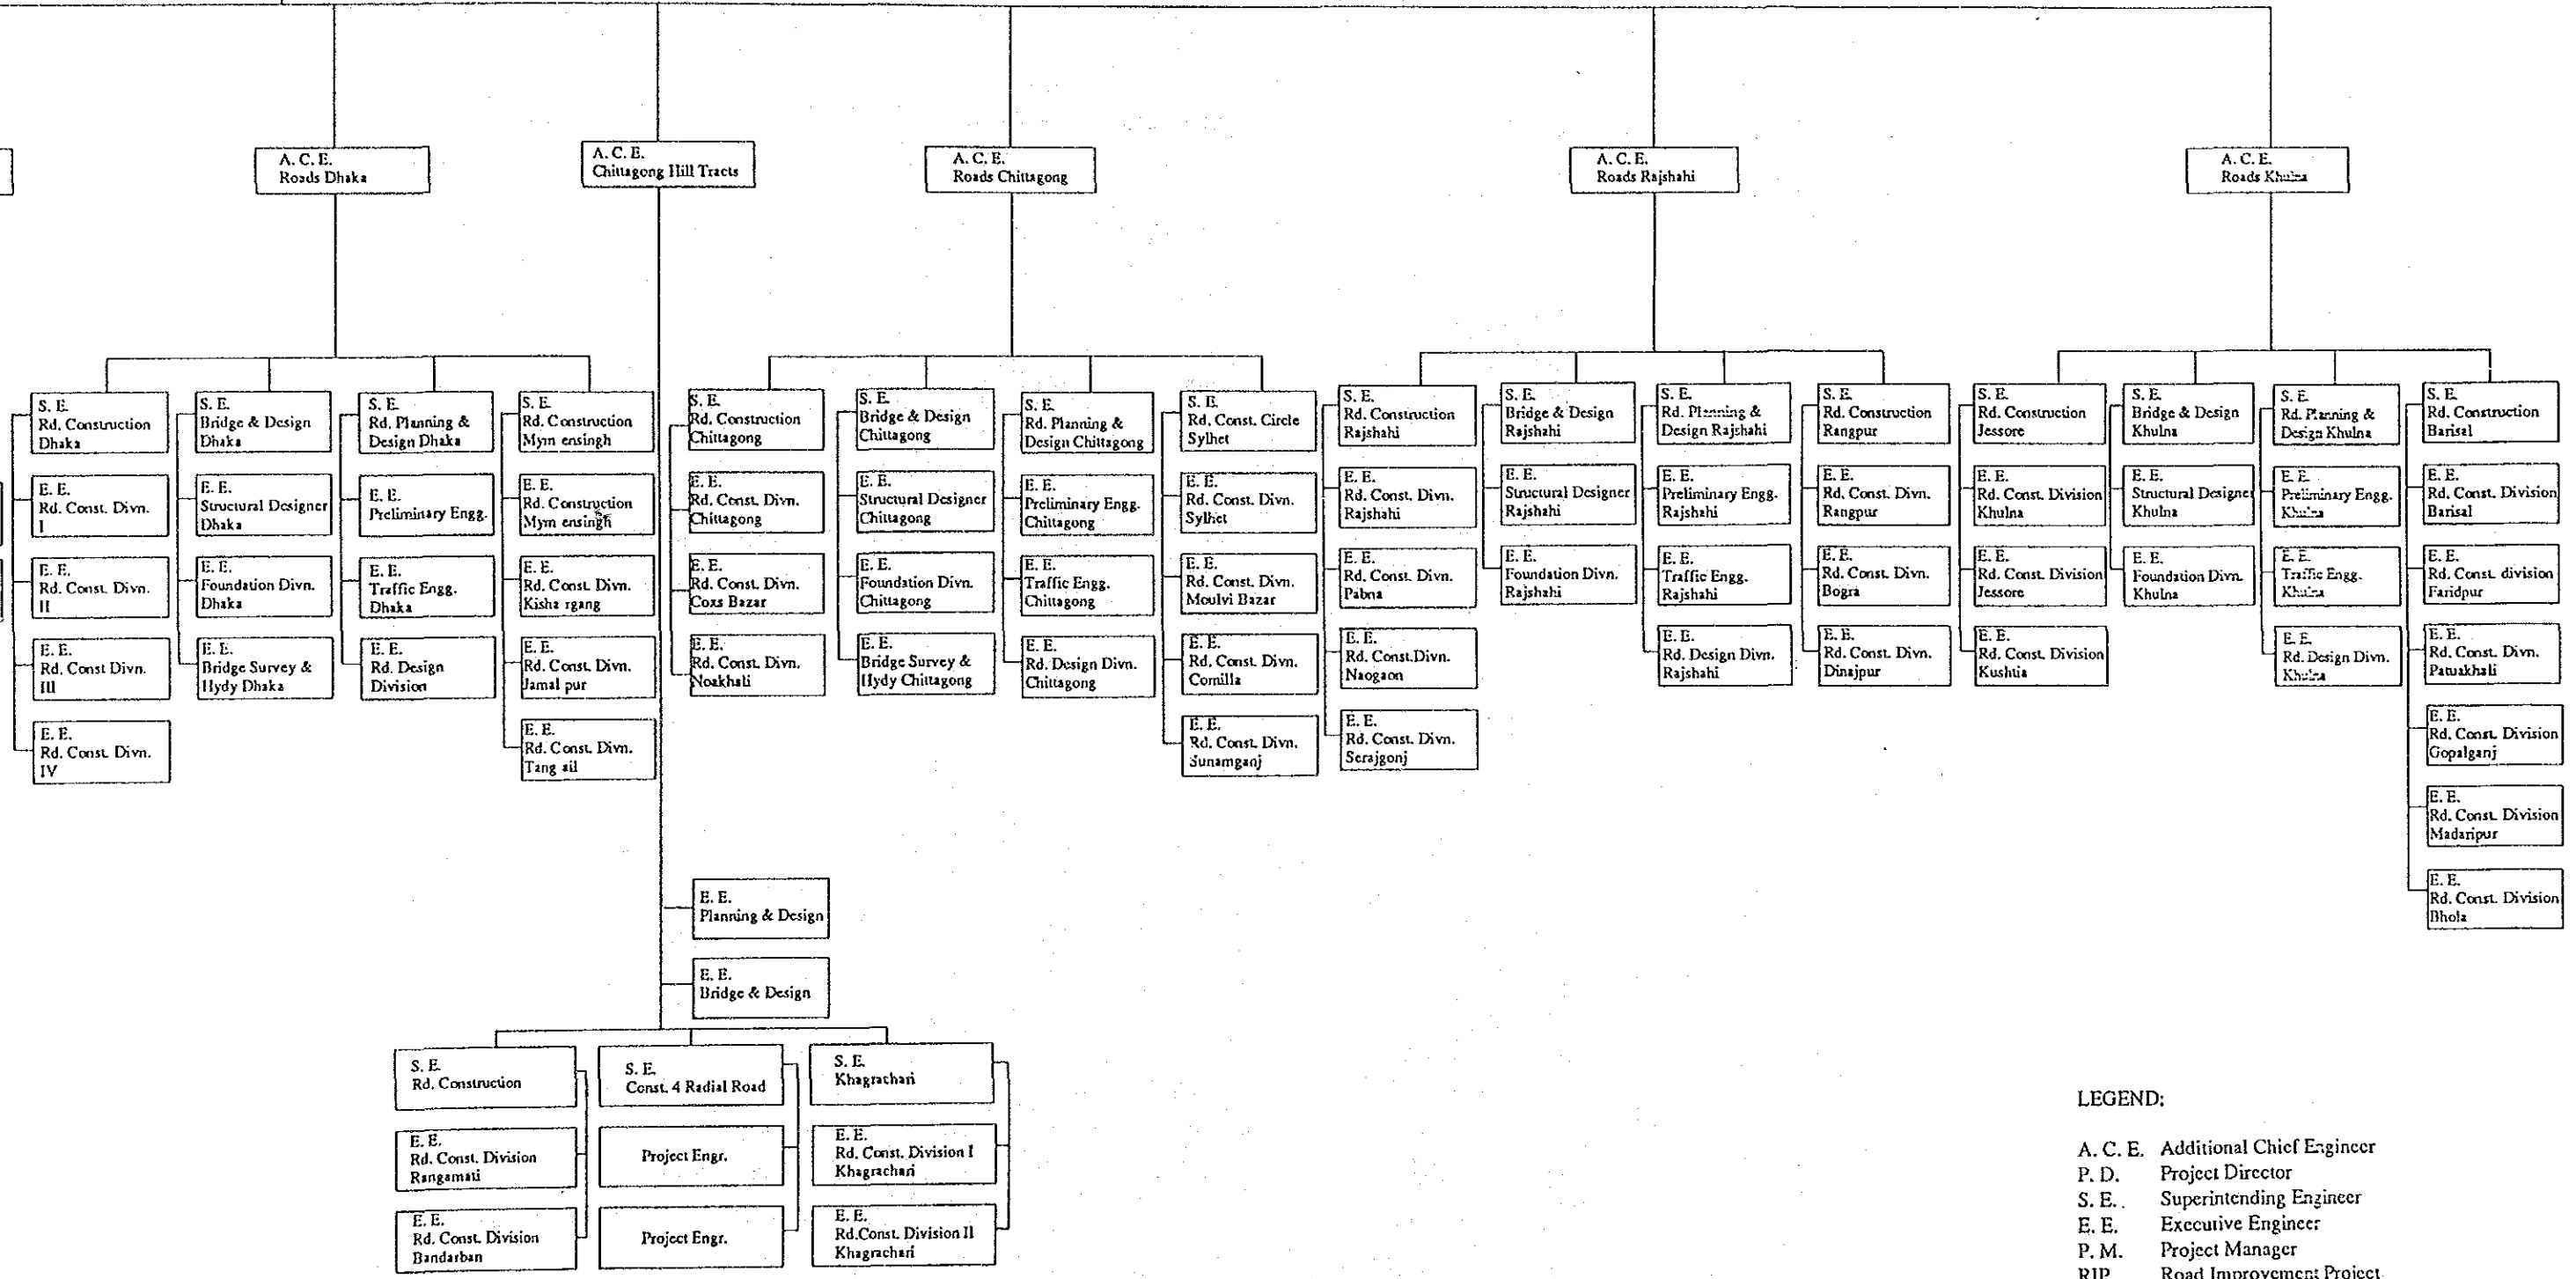 A. C. E.
Roads Dhaka
A. C. E.
Chittagong Hill Tracts
A. C. E.
Roads Chittagong
A. C. E.
Roads Rajshahi
A. C. E.
Roads Khulna
S. E.
Rd. Construction
Dhaka
E. E.
Rd. Const. Divn.
I
E. E.
Rd. Const. Divn.
II
E. E.
Rd. Const Divn.
III
E. E.
Rd. Const. Divn.
IV
S. E.
Bridge & Design
Dhaka
E. E.
Structural Designer
Dhaka
E. E.
Foundation Divn.
Dhaka
E. E.
Bridge Survey &
Hydy Dhaka
S. E.
Rd. Planning &
Design Dhaka
E. E.
Preliminary Engg.
E. E.
Traffic Engg.
Dhaka
E. E.
Rd. Design
Division
S. E.
Rd. Construction
Mym ensingh
E. E.
Rd. Construction
Mym ensingh
E. E.
Rd. Const. Divn.
Kisha rgang
E. E.
Rd. Const. Divn.
Jamal pur
E. E.
Rd. Const. Divn.
Tang ail
S. E.
Rd. Construction
Chittagong
E. E.
Rd. Const. Divn.
Chittagong
E. E.
Rd. Const. Divn.
Coxs Bazar
E. E.
Rd. Const. Divn.
Noakhali
S. E.
Bridge & Design
Chittagong
E. E.
Structural Designer
Chittagong
E. E.
Foundation Divn.
Chittagong
E. E.
Bridge Survey &
Hydy Chittagong
S. E.
Rd. Planning &
Design Chittagong
E. E.
Preliminary Engg.
Chittagong
E. E.
Traffic Engg.
Chittagong
E. E.
Rd. Design Divn.
Chittagong
S. E.
Rd. Const. Circle
Sylhet
E. E.
Rd. Const. Divn.
Sylhet
E. E.
Rd. Const. Divn.
Moulvi Bazar
E. E.
Rd. Const. Divn.
Comilla
E. E.
Rd. Const. Divn.
Sunamganj
S. E.
Rd. Construction
Rajshahi
E. E.
Rd. Const. Divn.
Rajshahi
E. E.
Rd. Const. Divn.
Pabna
E. E.
Rd. Const.Divn.
Naogaon
E. E.
Rd. Const. Divn.
Serajgonj
S. E.
Bridge & Design
Rajshahi
E. E.
Structural Designer
Rajshahi
E. E.
Foundation Divn.
Rajshahi
S. E.
Rd. Planning &
Design Rajshahi
E. E.
Preliminary Engg.
Rajshahi
E. E.
Traffic Engg.
Rajshahi
E. E.
Rd. Design Divn.
Rajshahi
S. E.
Rd. Construction
Rangpur
E. E.
Rd. Const. Divn.
Rangpur
E. E.
Rd. Const. Divn.
Bogra
E. E.
Rd. Const. Divn.
Dinajpur
S. E.
Rd. Construction
Jessore
E. E.
Rd. Const. Division
Khulna
E. E.
Rd. Const. Division
Jessore
E. E.
Rd. Const. Division
Kushtia
S. E.
Bridge & Design
Khulna
E. E.
Structural Designer
Khulna
E. E.
Foundation Divn.
Khulna
S. E.
Rd. Planning &
Design Khulna
E. E.
Preliminary Engg.
Khulna
E. E.
Traffic Engg.
Khulna
E. E.
Rd. Design Divn.
Khulna
S. E.
Rd. Construction
Barisal
E. E.
Rd. Const. Division
Barisal
E. E.
Rd. Const. division
Faridpur
E. E.
Rd. Const. Divn.
Patuakhali
E. E.
Rd. Const. Division
Gopalganj
E. E.
Rd. Const. Division
Madaripur
E. E.
Rd. Const. Division
Bhola
E. E.
Planning & Design
E. E.
Bridge & Design
S. E.
Rd. Construction
E. E.
Rd. Const. Division
Rangamati
E. E.
Rd. Const. Division
Bandarban
S. E.
Const. 4 Radial Road
Project Engr.
Project Engr.
S. E.
Khagrachari
E. E.
Rd. Const. Division I
Khagrachari
E. E.
Rd.Const. Division II
Khagrachari
LEGEND:
A. C. E. Additional Chief Engineer
P. D. Project Director
S. E. Superintending Engineer
E. E. Executive Engineer
P. M. Project Manager
RIP Road Improvement Project